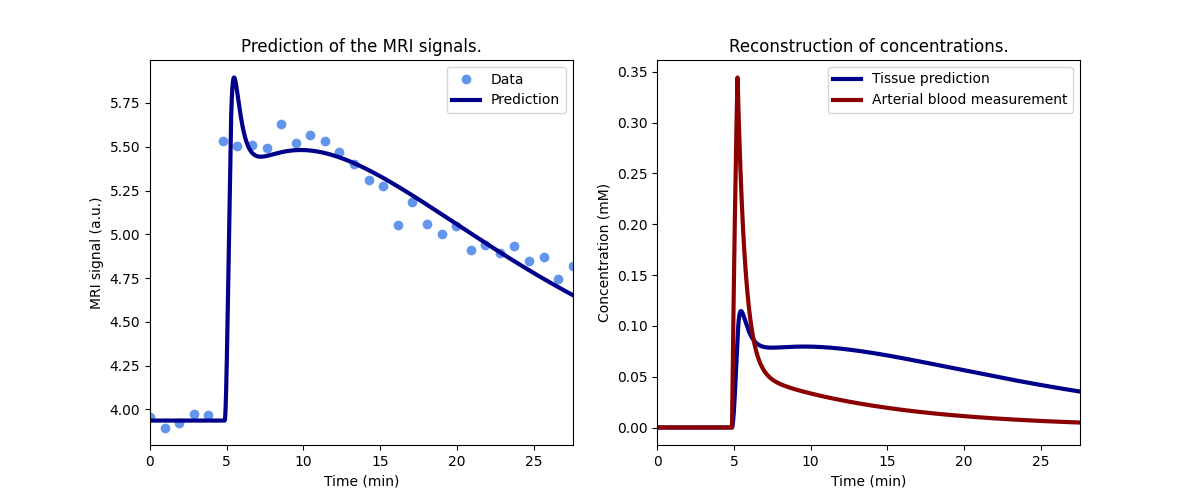 Prediction of the MRI signals.
Data
Prediction
MRI signal (a.u.)
5.75
5.50
5.25
5.00
4.75
4.50
4.25
4.00
0 5 10 15 20 25
Time (min)
Reconstruction of concentrations.
Tissue prediction
Arterial blood measurement
Concentration (mM)
0.35
0.30
0.25
0.20
0.15
0.10
0.05
0.00
0 5 10 15 20 25
Time (min)